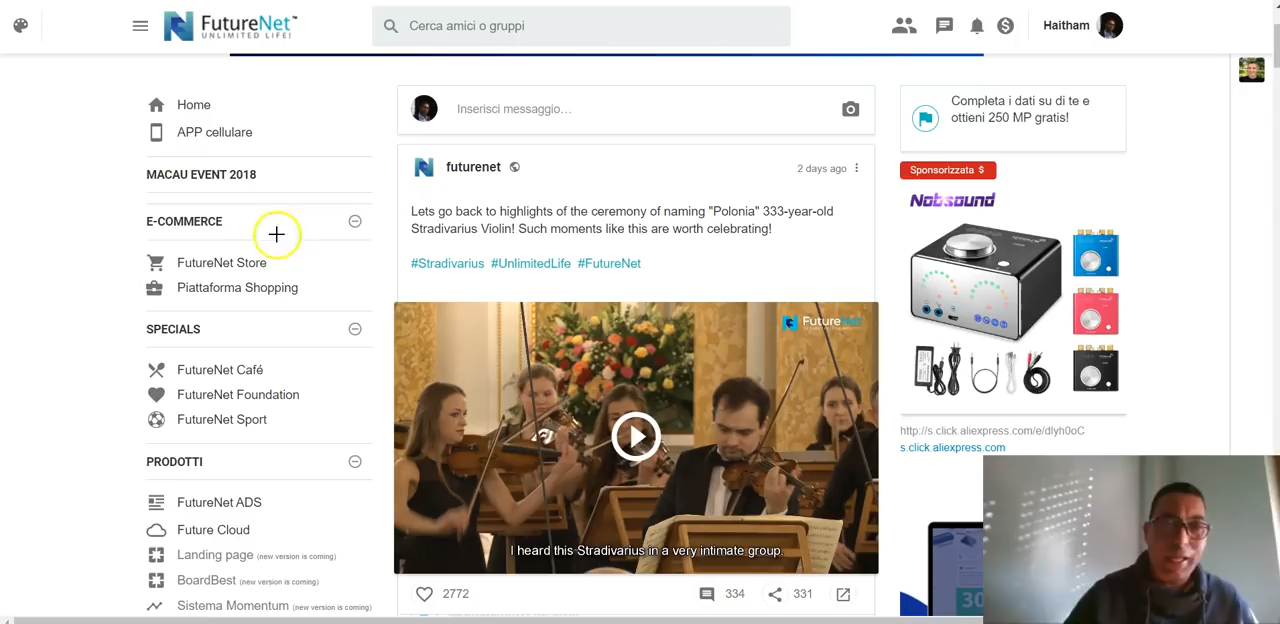 FutureNet™
UNLIMITED LIFE!
Cerca amici o gruppi
Haitham
Home
APP cellulare
MACAU EVENT 2018
E-COMMERCE
FutureNet Store
Piattaforma Shopping
SPECIALS
FutureNet Café
FutureNet Foundation
FutureNet Sport
PRODOTTI
FutureNet ADS
Future Cloud
Landing page (new version is coming)
BoardBest (new version is coming)
Sistema Momentum (new version is coming)
Inserisci messaggio...
futurenet
2 days ago
Lets go back to highlights of the ceremony of naming "Polonia" 333-year-old
Stradivarius Violin! Such moments like this are worth celebrating!
#Stradivarius #UnlimitedLife #FutureNet
FutureNet
I heard this Stradivarius in a very intimate group.
2772
334
331
Completa i dati su di te e
ottieni 250 MP gratis!
Sponsorizzata $
Nobsound
http://s.click.aliexpress.com/e/dlyh0oC
s.click.aliexpress.com
30